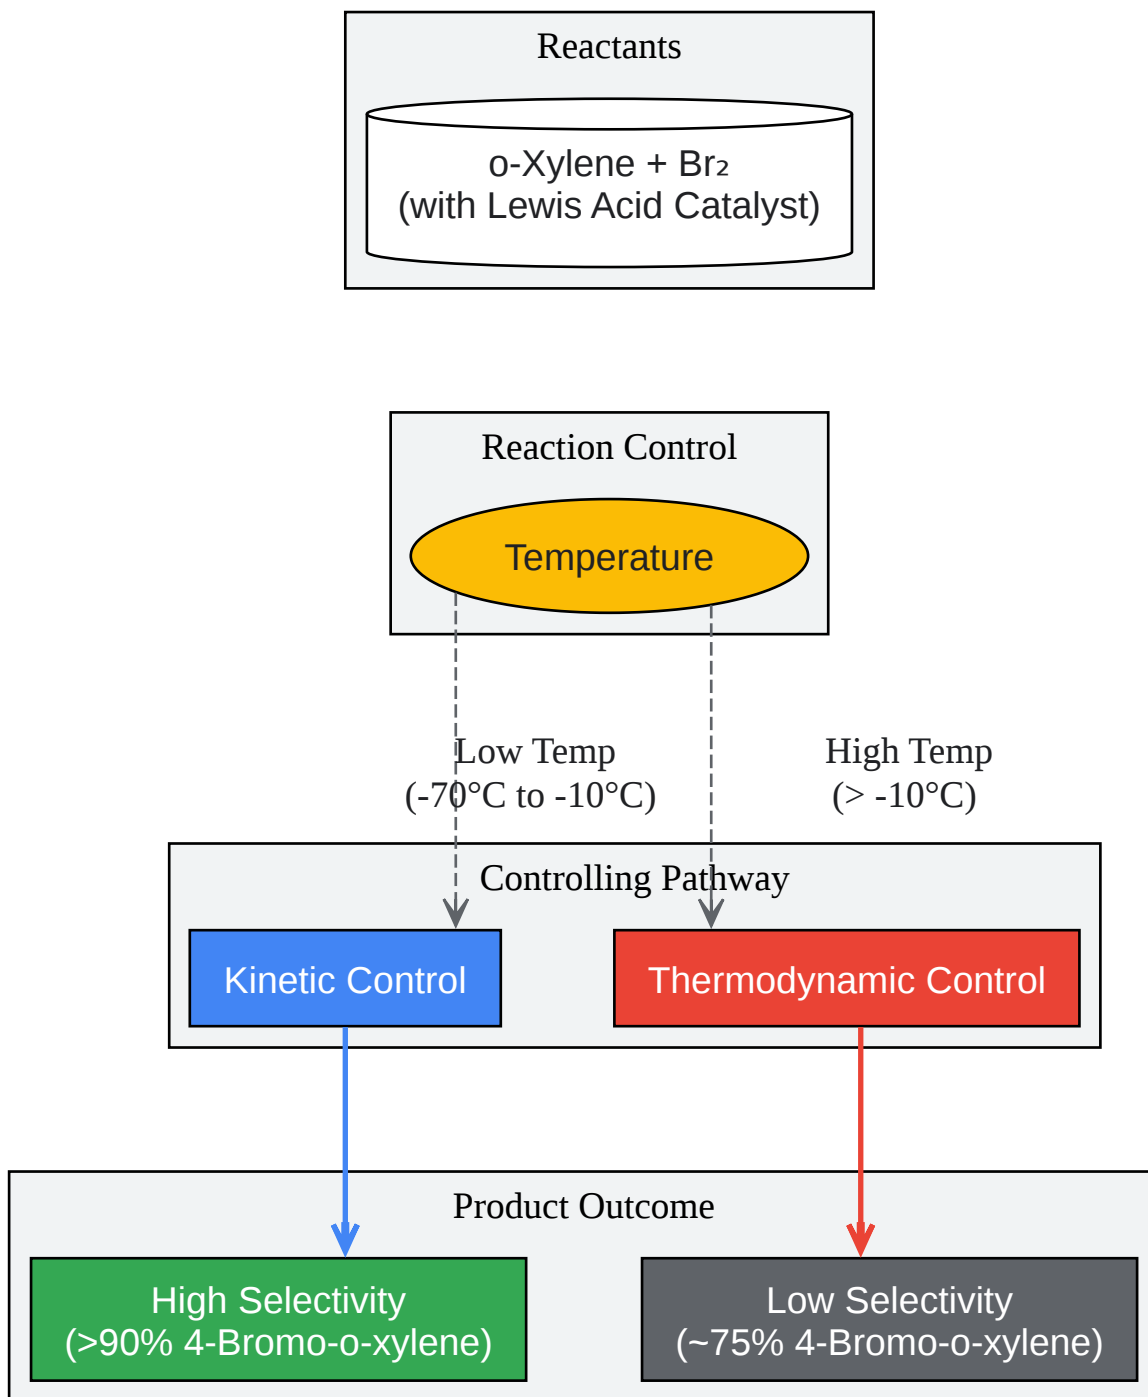 Reactants
o-Xylene + Br₂
(with Lewis Acid Catalyst)
Reaction Control
Temperature
Low Temp
(-70°C to -10°C)
High Temp
(> -10°C)
Controlling Pathway
Kinetic Control
Thermodynamic Control
Product Outcome
High Selectivity
(>90% 4-Bromo-o-xylene)
Low Selectivity
(~75% 4-Bromo-o-xylene)